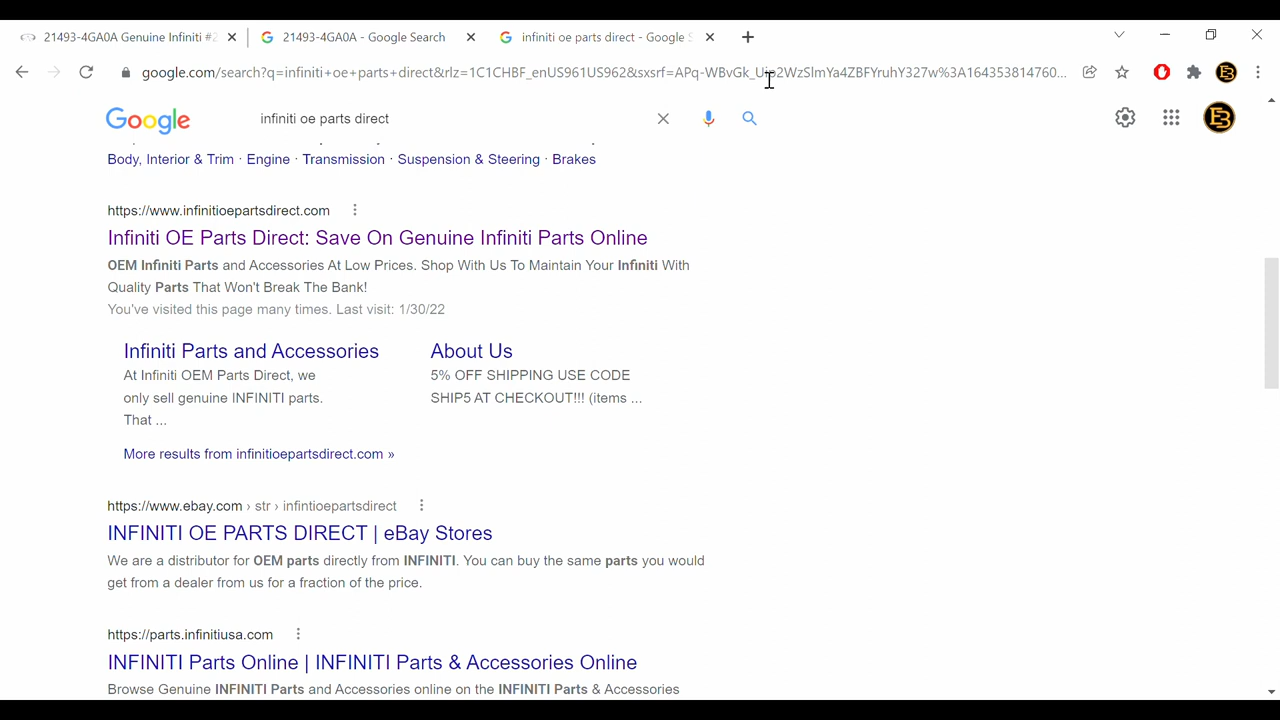 21493-4GA0A Genuine Infiniti #2
21493-4GA0A - Google Search
infiniti oe parts direct - Google S
google.com/search?q=infiniti+oe+parts+direct&rlz=1C1CHBF_enUS961US962&sxsrf=APq-WBvGk_
Google
infiniti oe parts direct
EB
Body, Interior & Trim · Engine · Transmission · Suspension & Steering · Brakes
https://www.infinitioepartsdirect.com
Infiniti OE Parts Direct: Save On Genuine Infiniti Parts Online
OEM Infiniti Parts and Accessories At Low Prices. Shop With Us To Maintain Your Infiniti With
Quality Parts That Won't Break The Bank!
You've visited this page many times. Last visit: 1/30/22
Infiniti Parts and Accessories
At Infiniti OEM Parts Direct, we
only sell genuine INFINITI parts.
That ...
About Us
5% OFF SHIPPING USE CODE
SHIP5 AT CHECKOUT!!! (items ...
More results from infinitioepartsdirect.com »
https://www.ebay.com › str › infintioepartsdirect
INFINITI OE PARTS DIRECT | eBay Stores
We are a distributor for OEM parts directly from INFINITI. You can buy the same parts you would
get from a dealer from us for a fraction of the price.
https://parts.infinitiusa.com
INFINITI Parts Online | INFINITI Parts & Accessories Online
Browse Genuine INFINITI Parts and Accessories online on the INFINITI Parts & Accessories